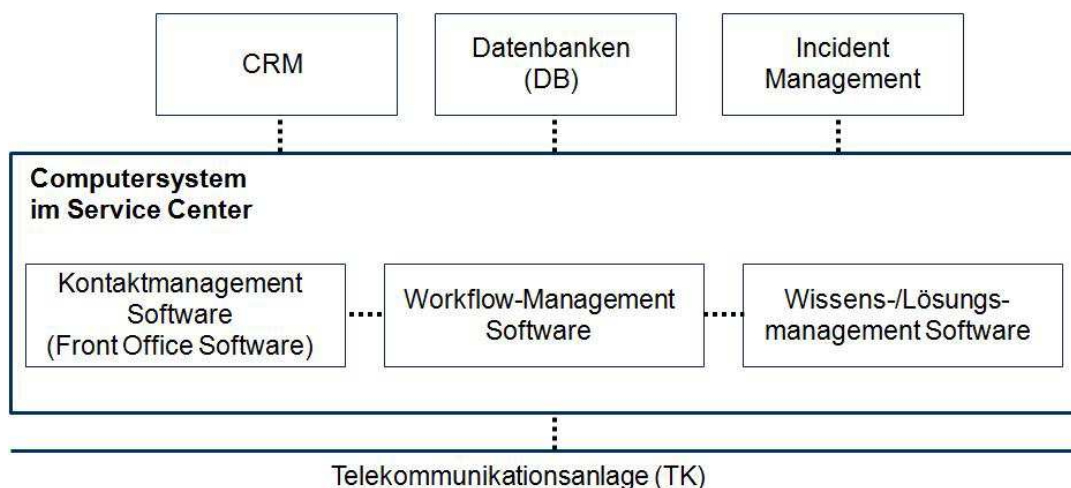 CRM
Datenbanken
(DB)
Incident
Management
Computersystem
im Service Center
Kontaktmanagement
Software
(Front Office Software)
Workflow-Management
Software
Wissens-/Lösungs-
management Software
Telekommunikationsanlage (TK)